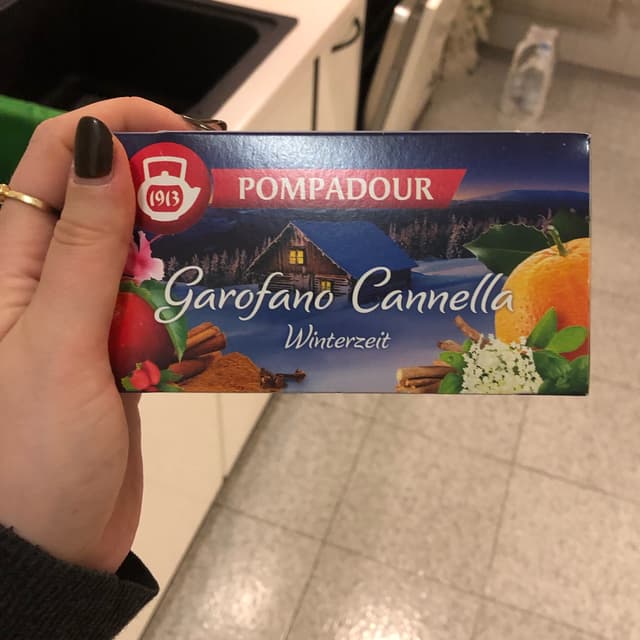 1913
POMPADOUR
Garofano Cannella
Winterzeit